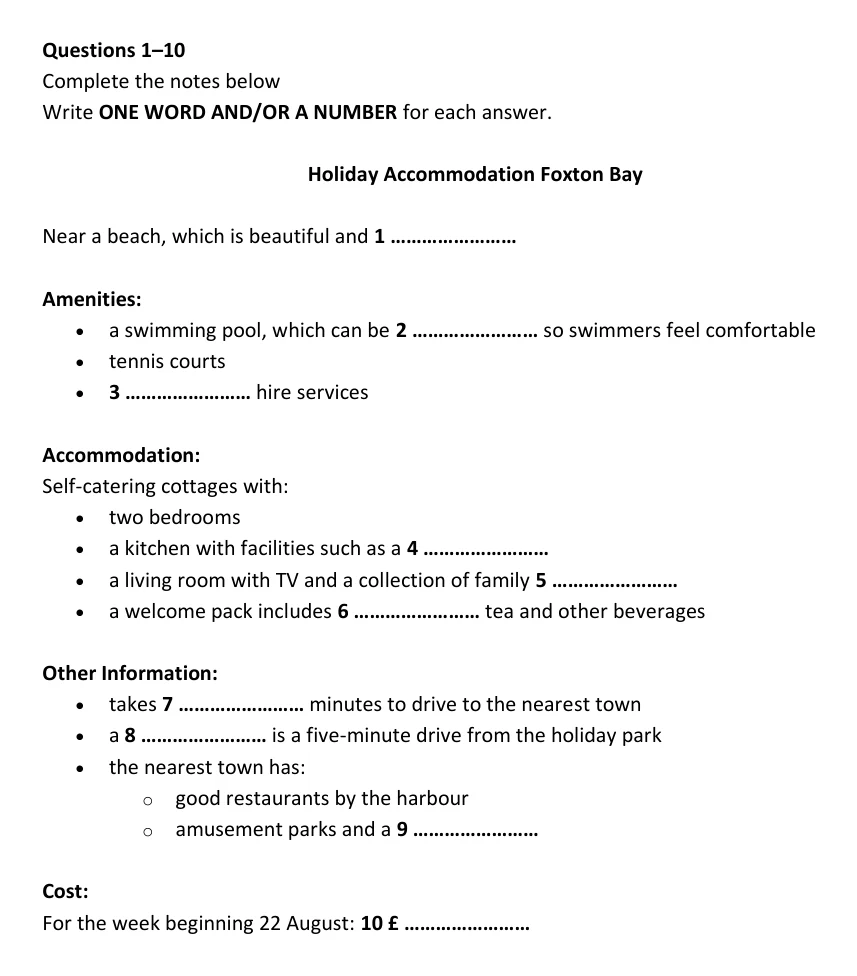 Questions 1–10
Complete the notes below
Write ONE WORD AND/OR A NUMBER for each answer.
Holiday Accommodation Foxton Bay
Near a beach, which is beautiful and 1 ……………………
Amenities:
• a swimming pool, which can be 2 …………………… so swimmers feel comfortable
• tennis courts
• 3 …………………… hire services
Accommodation:
Self-catering cottages with:
• two bedrooms
• a kitchen with facilities such as a 4 ……………………
• a living room with TV and a collection of family 5 ……………………
• a welcome pack includes 6 …………………… tea and other beverages
Other Information:
• takes 7 …………………… minutes to drive to the nearest town
• a 8 …………………… is a five-minute drive from the holiday park
• the nearest town has:
o good restaurants by the harbour
o amusement parks and a 9 ……………………
Cost:
For the week beginning 22 August: 10 £ ……………………